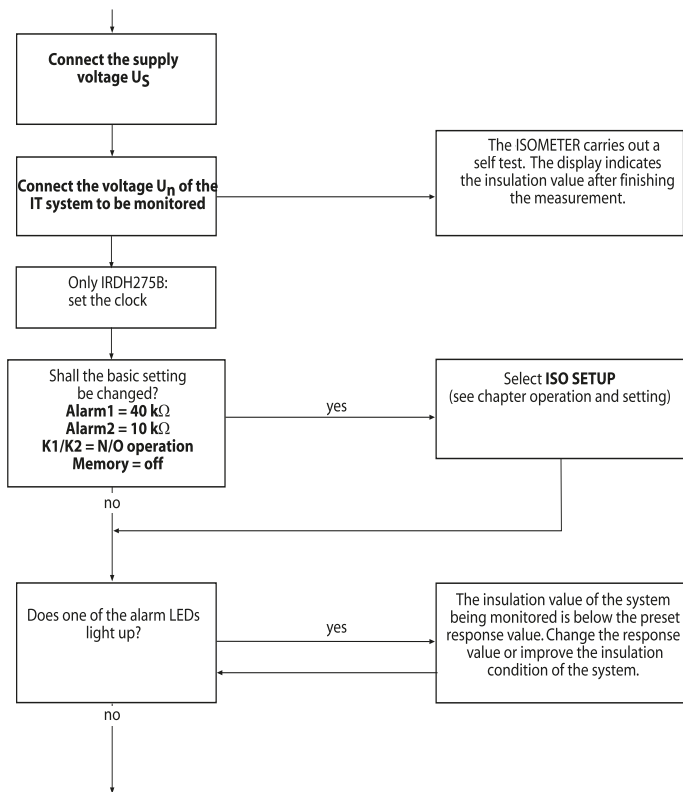 Connect the supply
voltage US
Connect the voltage Un of the
IT system to be monitored
The ISOMETER carries out a
self test. The display indicates
the insulation value after finishing
the measurement.
Only IRDH275B:
set the clock
Shall the basic setting
be changed?
Alarm1 = 40 kΩ
Alarm2 = 10 kΩ
K1/K2 = N/O operation
Memory = off
yes
Select ISO SETUP
(see chapter operation and setting)
no
Does one of the alarm LEDs
light up?
yes
The insulation value of the system
being monitored is below the preset
response value. Change the response
value or improve the insulation
condition of the system.
no